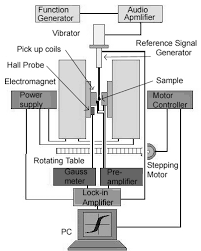 Function
Generator
Audio
Apmlifier
Vibrator
Pick up coils
Hall Probe
Electromagnet
Reference Signal
Generator
Sample
Power
supply
Motor
Controller
Rotating Table
Stepping
Motor
Gauss
meter
Pre-
amplifier
Lock-in
Amplifier
PC